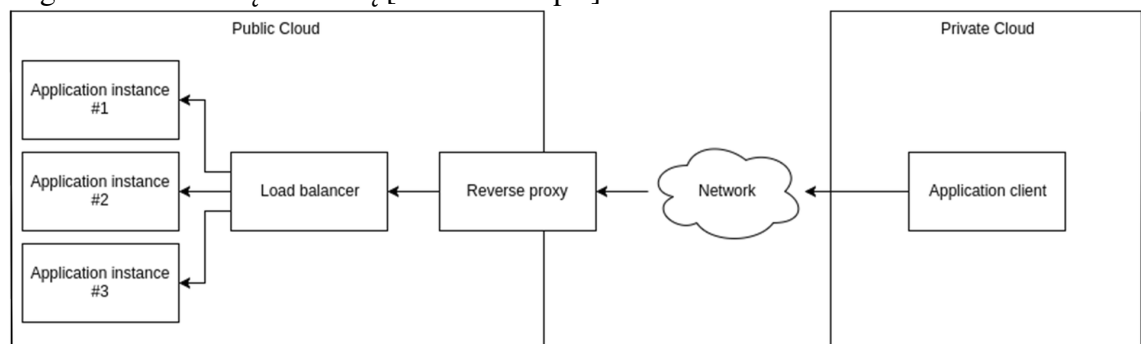 Public Cloud
Private Cloud
Application instance
#1
Application instance
#2
Load balancer
Reverse proxy
Network
Application client
Application instance
#3